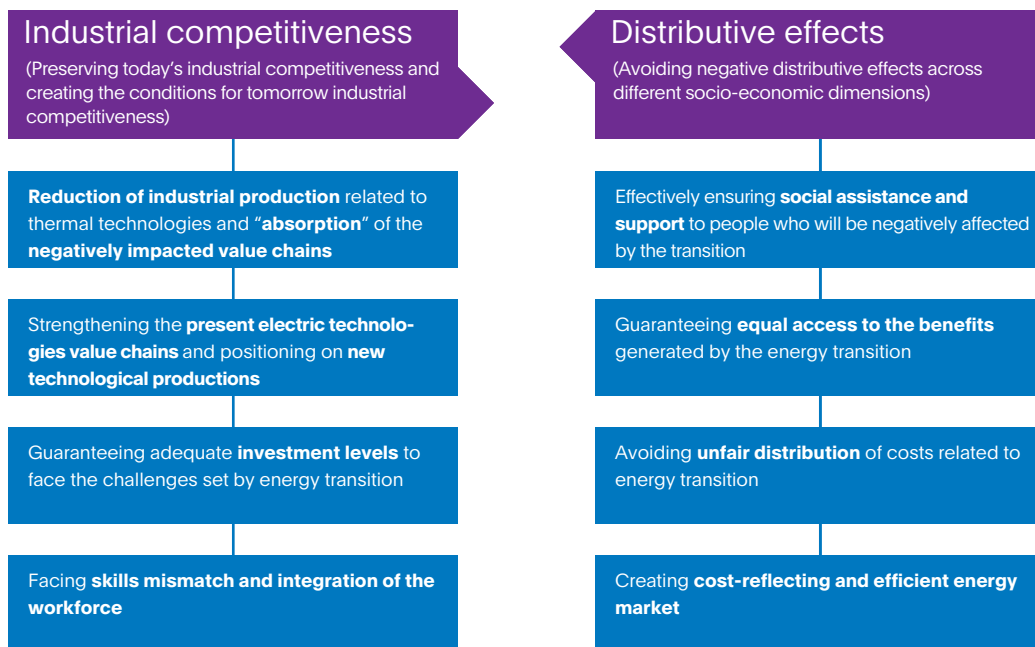 Industrial competitiveness
(Preserving today's industrial competitiveness and
creating the conditions for tomorrow industrial
competitiveness)
Reduction of industrial production related to
thermal technologies and "absorption" of the
negatively impacted value chains
Strengthening the present electric technolo-
gies value chains and positioning on new
technological productions
Guaranteeing adequate investment levels to
face the challenges set by energy transition
Facing skills mismatch and integration of the
workforce
Distributive effects
(Avoiding negative distributive effects across
different socio-economic dimensions)
Effectively ensuring social assistance and
support to people who will be negatively affected
by the transition
Guaranteeing equal access to the benefits
generated by the energy transition
Avoiding unfair distribution of costs related to
energy transition
Creating cost-reflecting and efficient energy
market